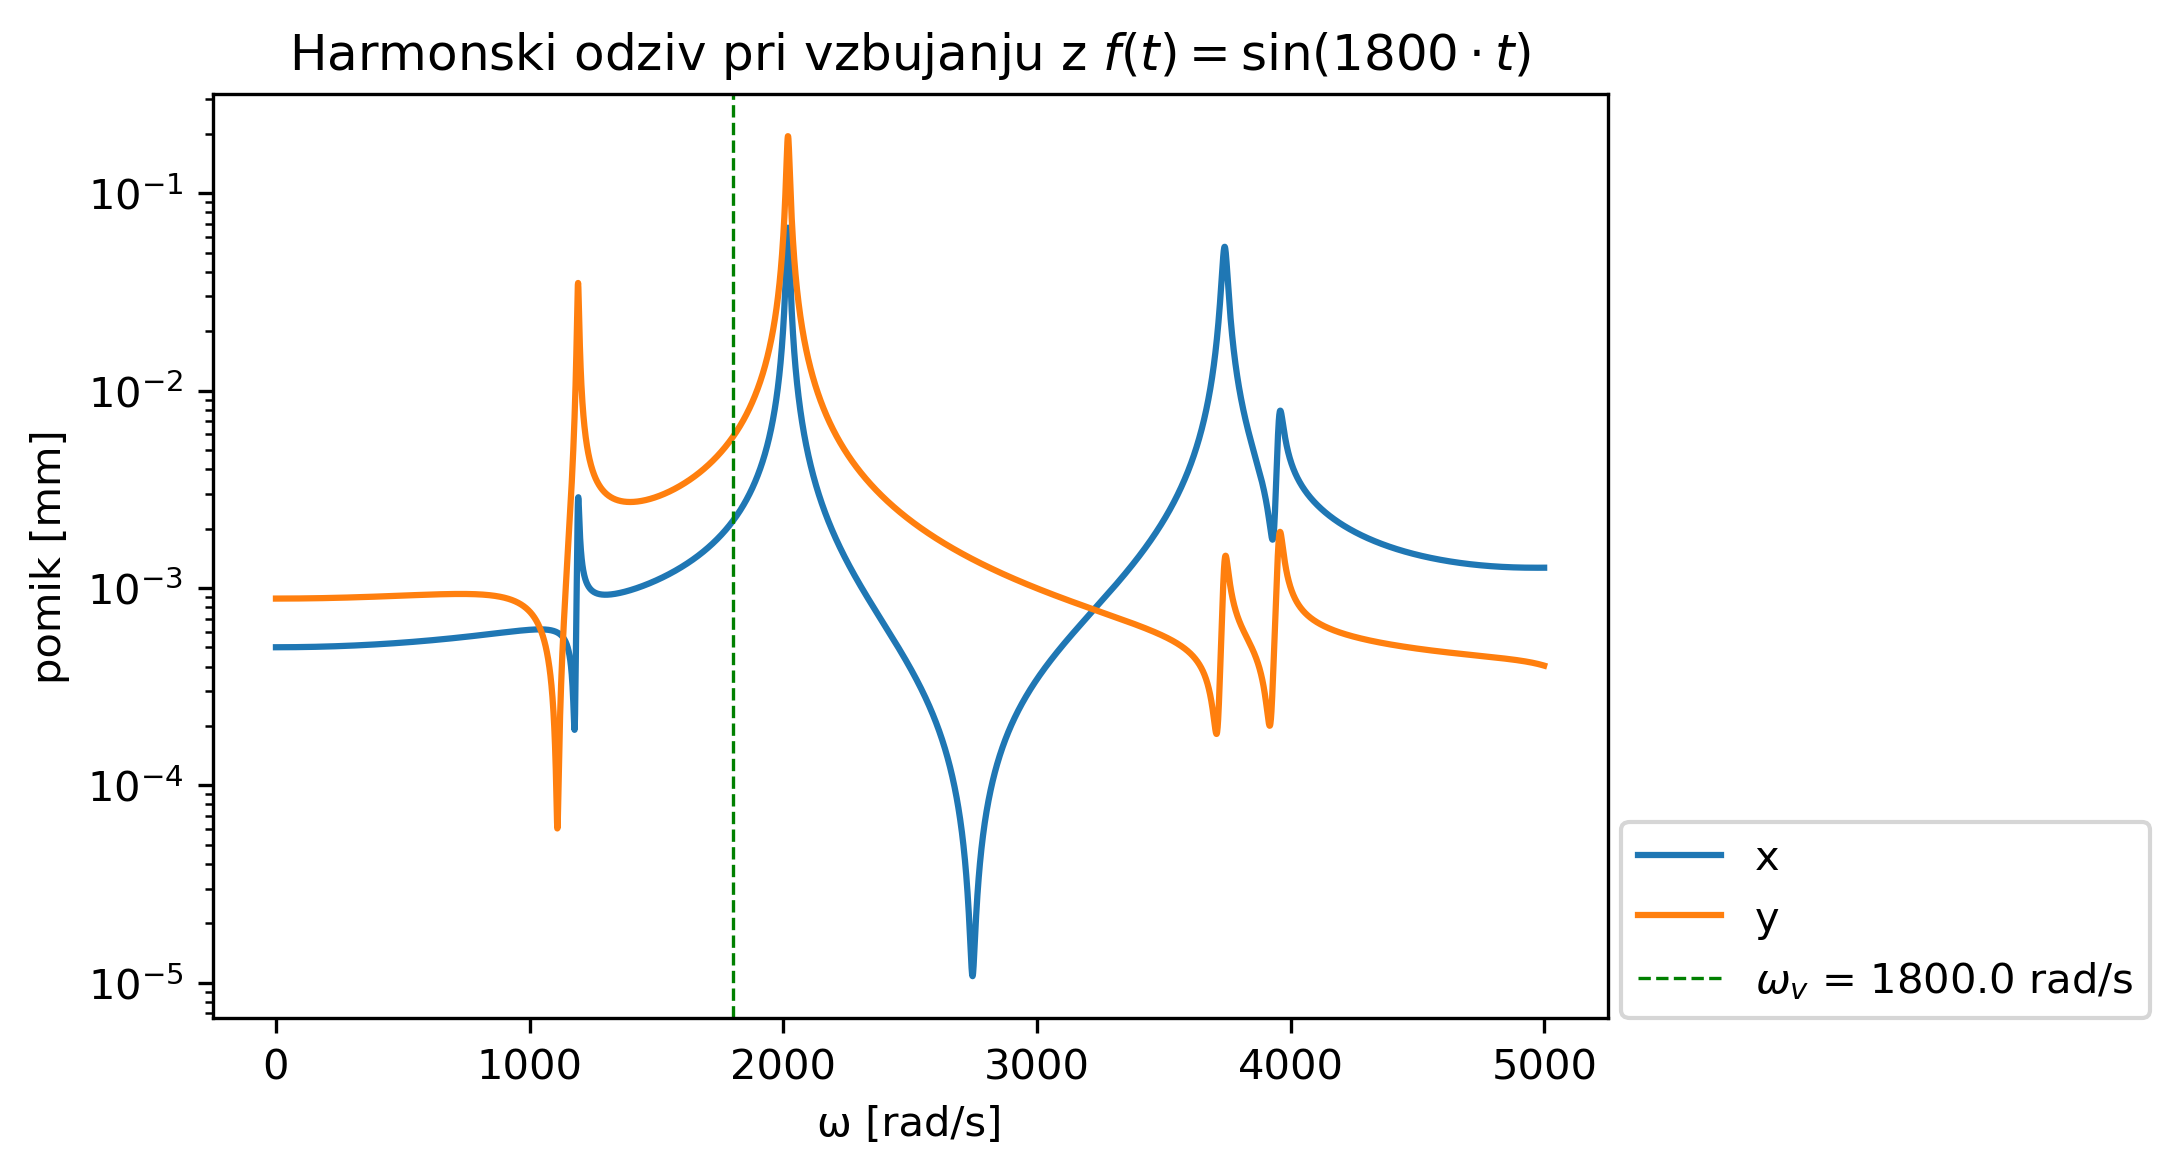 Harmonski odziv pri vzbujanju z f(t) = sin(1800 · t)
pomik [mm]
10⁻¹
10⁻²
10⁻³
10⁻⁴
10⁻⁵
0 1000 2000 3000 4000 5000
ω [rad/s]
x
y
ωᵥ = 1800.0 rad/s